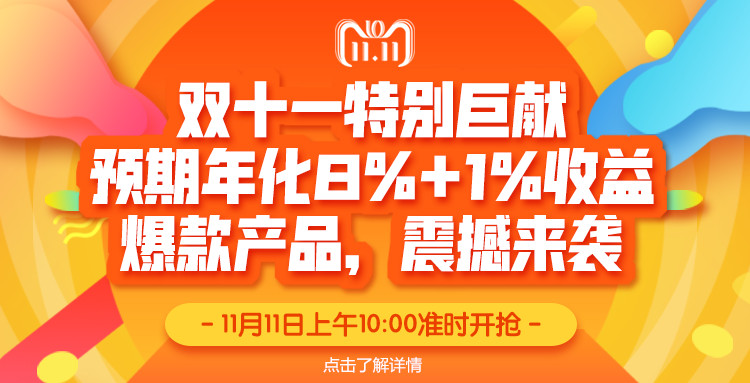 10
11.11
双十一特别巨献
预期年化8%+1%收益
爆款产品，震撼来袭
- 11月11日上午10:00准时开抢 -
点击了解详情